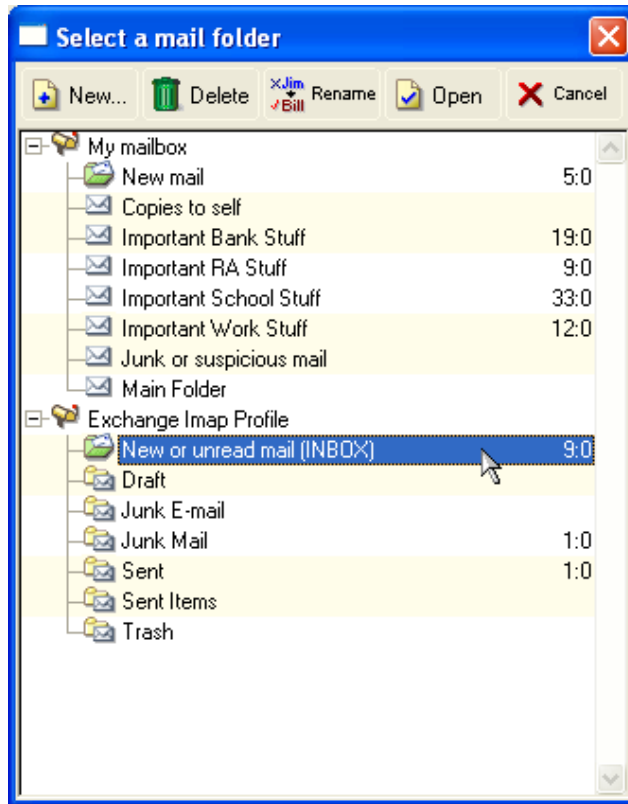 Select a mail folder
New... Delete Jim Bill Rename Open Cancel
My mailbox
New mail 5:0
Copies to self
Important Bank Stuff 19:0
Important RA Stuff 9:0
Important School Stuff 33:0
Important Work Stuff 12:0
Junk or suspicious mail
Main Folder
Exchange Imap Profile
New or unread mail (INBOX) 9:0
Draft
Junk E-mail
Junk Mail 1:0
Sent 1:0
Sent Items
Trash